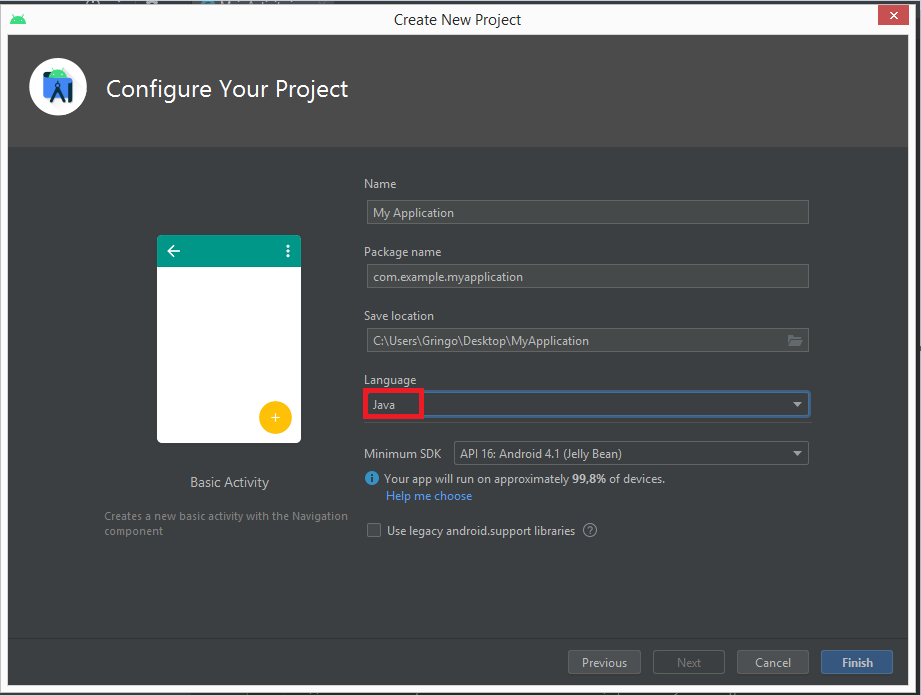 Create New Project
Configure Your Project
Name
My Application
Package name
com.example.myapplication
Save location
C:\Users\Gringo\Desktop\MyApplication
Language
Java
Minimum SDK
API 16: Android 4.1 (Jelly Bean)
i Your app will run on approximately 99,8% of devices.
Help me choose
Use legacy android.support libraries ?
Basic Activity
Creates a new basic activity with the Navigation
component
Previous
Next
Cancel
Finish